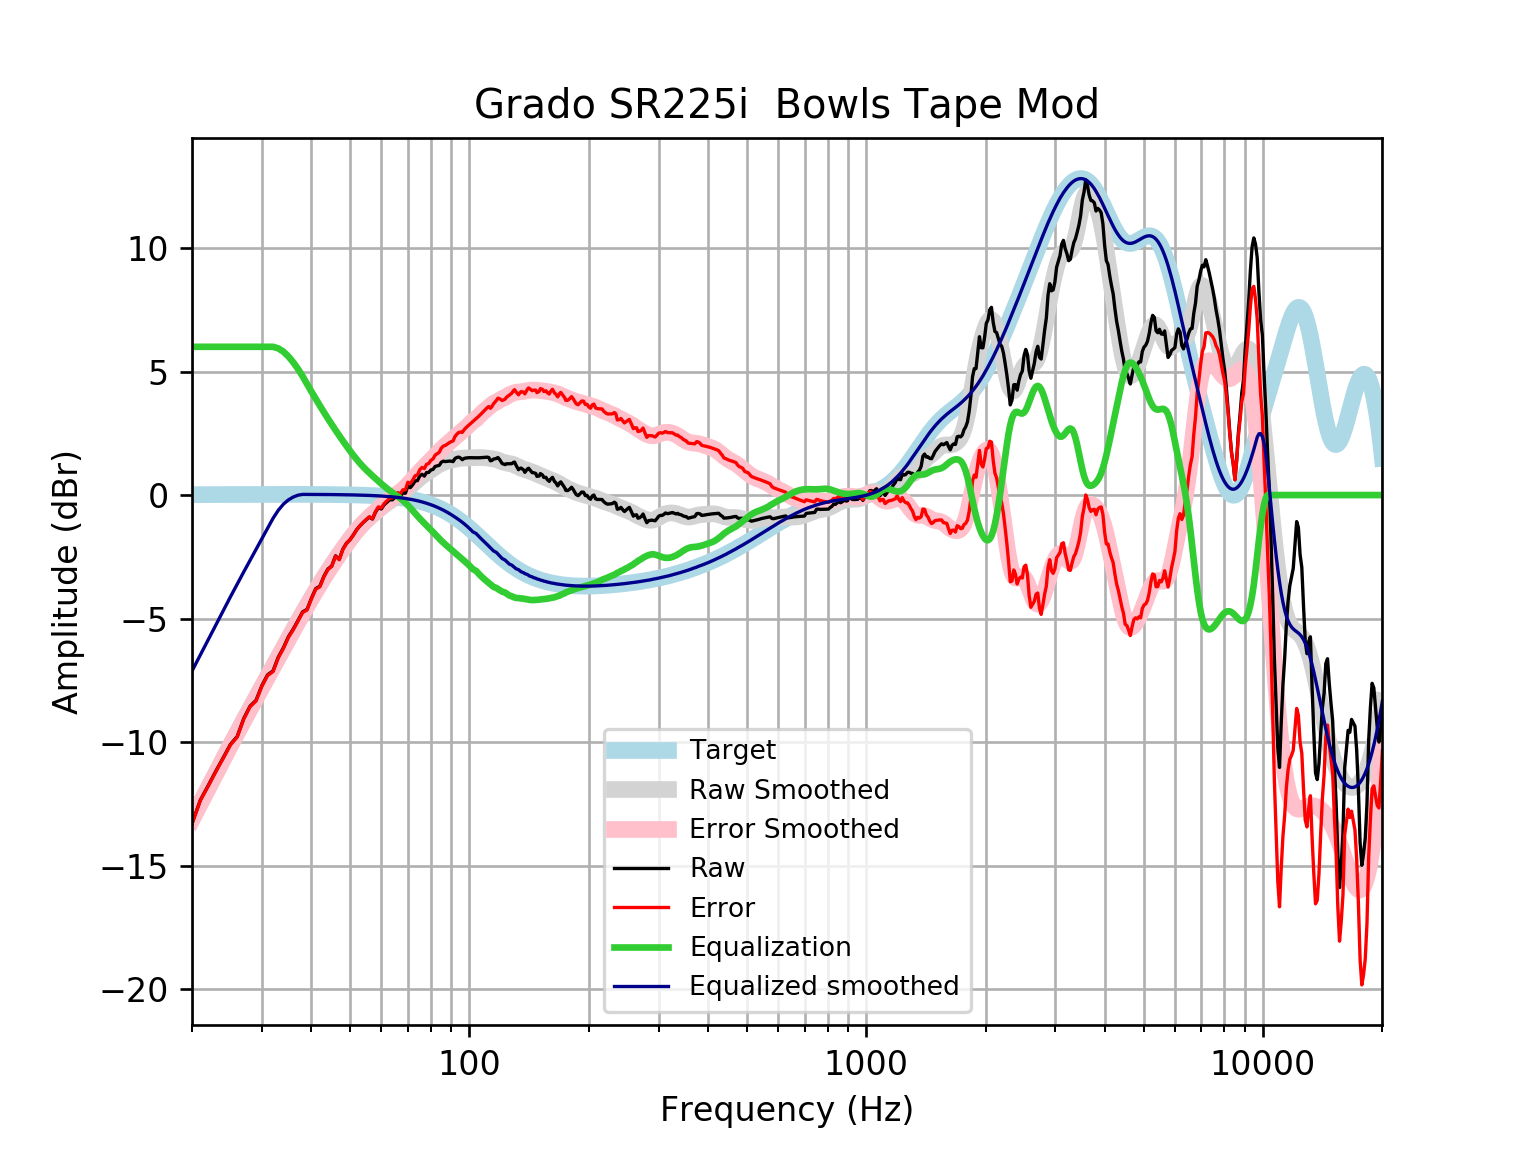 Grado SR225i  Bowls Tape Mod
Amplitude (dBr)
10
5
0
−5
−10
−15
−20
Target
Raw Smoothed
Error Smoothed
Raw
Error
Equalization
Equalized smoothed
100
1000
10000
Frequency (Hz)